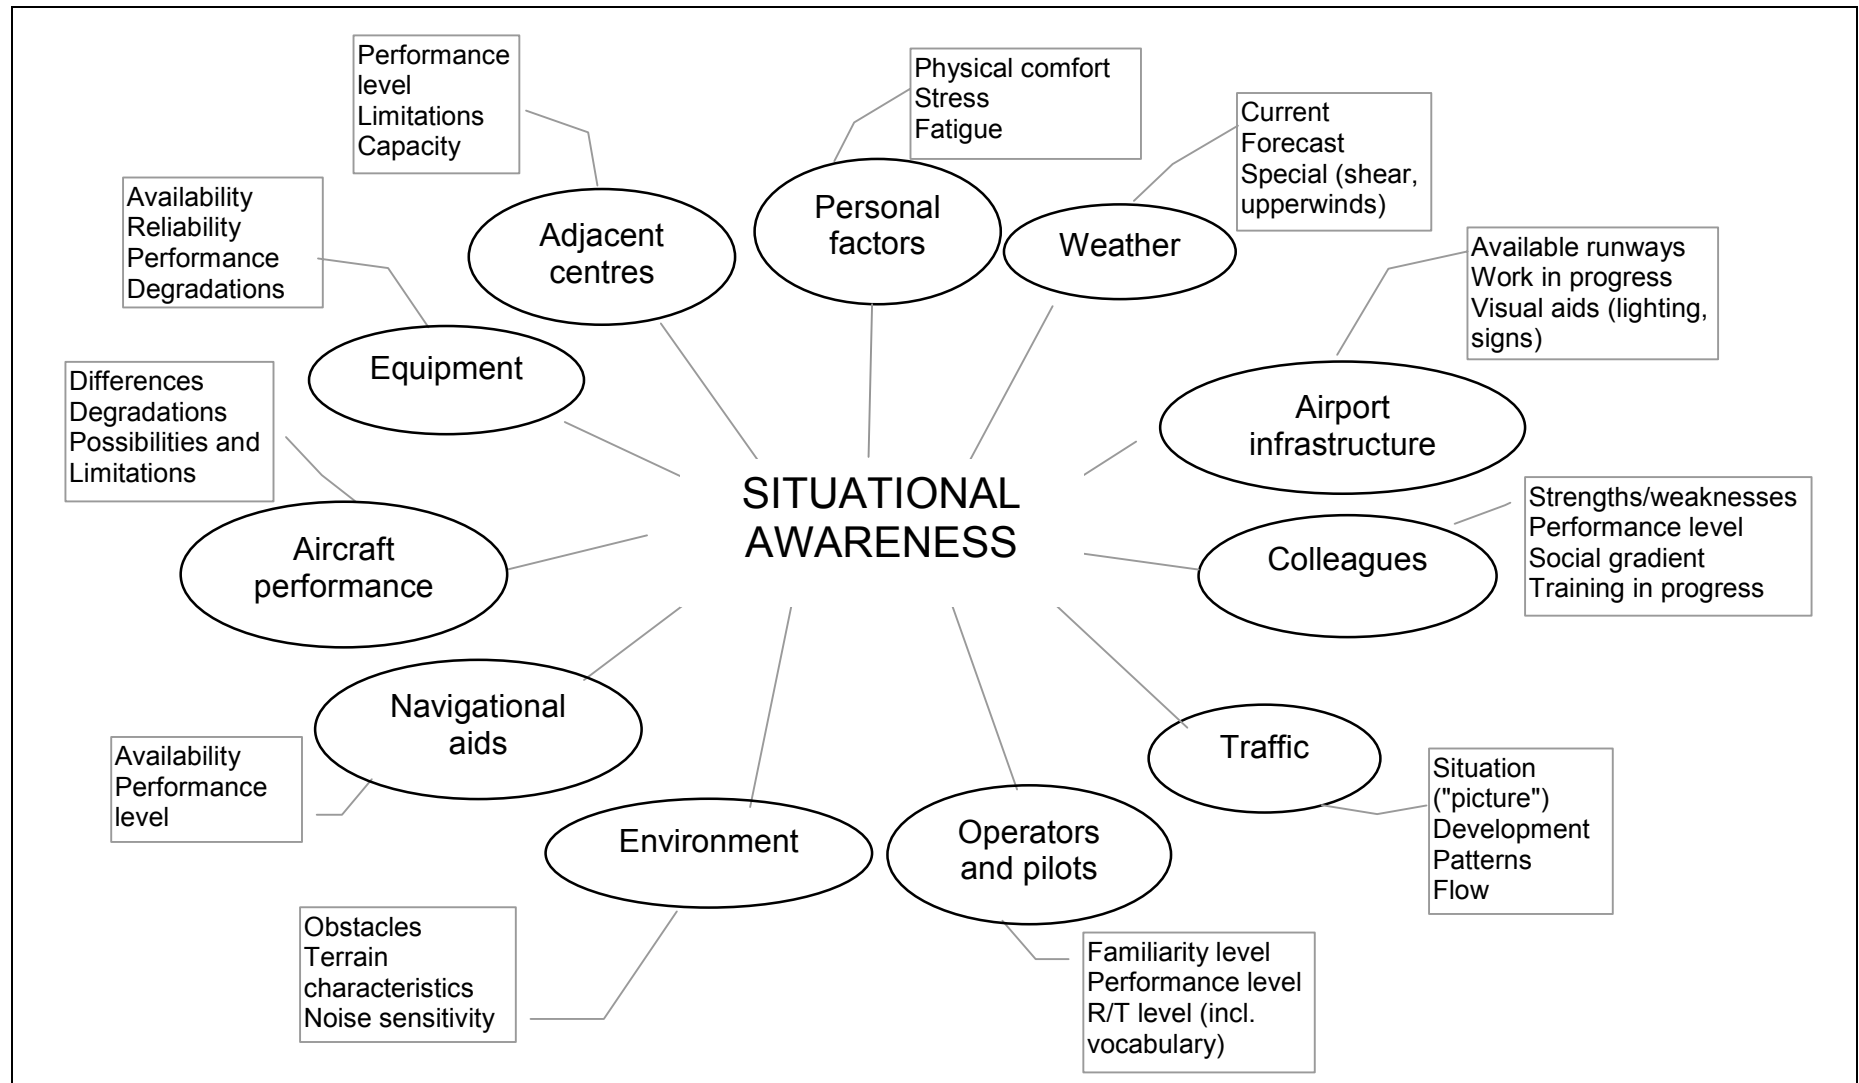 Performance
level
Limitations
Capacity
Physical comfort
Stress
Fatigue
Current
Forecast
Special (shear,
upperwinds)
Availability
Reliability
Performance
Degradations
Adjacent
centres
Personal
factors
Weather
Available runways
Work in progress
Visual aids (lighting,
signs)
Equipment
Differences
Degradations
Possibilities and
Limitations
Airport
infrastructure
SITUATIONAL
AWARENESS
Strengths/weaknesses
Performance level
Social gradient
Training in progress
Aircraft
performance
Colleagues
Navigational
aids
Traffic
Availability
Performance
level
Situation
("picture")
Development
Patterns
Flow
Environment
Operators
and pilots
Obstacles
Terrain
characteristics
Noise sensitivity
Familiarity level
Performance level
R/T level (incl.
vocabulary)